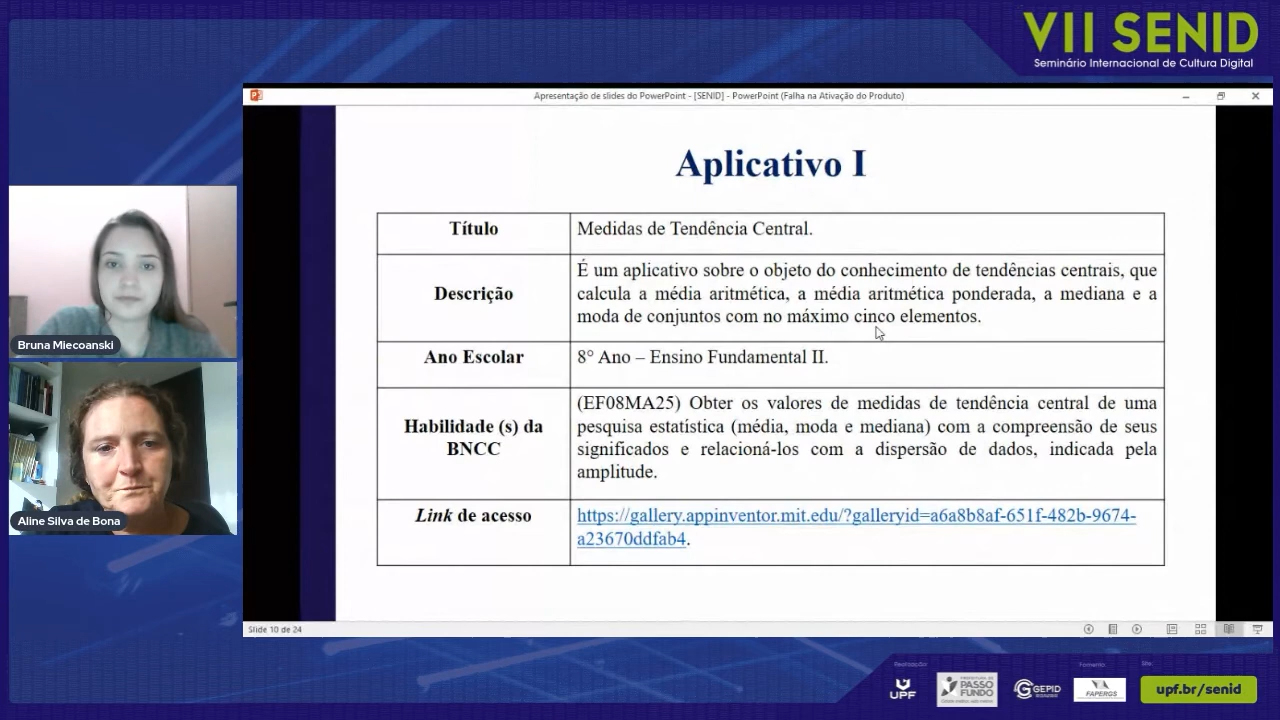 VII SENID
Seminário Internacional de Cultura Digital
Apresentação de slides do PowerPoint - [SENID] - PowerPoint (Falha na Ativação do Produto)
Aplicativo I
Título
Medidas de Tendência Central.
Descrição
É um aplicativo sobre o objeto do conhecimento de tendências centrais, que
calcula a média aritmética, a média aritmética ponderada, a mediana e a
moda de conjuntos com no máximo cinco elementos.
Ano Escolar
8° Ano – Ensino Fundamental II.
Habilidade (s) da
BNCC
(EF08MA25) Obter os valores de medidas de tendência central de uma
pesquisa estatística (média, moda e mediana) com a compreensão de seus
significados e relacioná-los com a dispersão de dados, indicada pela
amplitude.
Link de acesso
https://gallery.appinventor.mit.edu/?galleryid=a6a8b8af-651f-482b-9674-
a23670ddfab4.
Bruna Miecoanski
Aline Silva de Bona
Slide 10 de 24
Realização:
UPF
PASSO
FUNDO
GEPID
Fomento:
FAPERGS
Site:
upf.br/senid